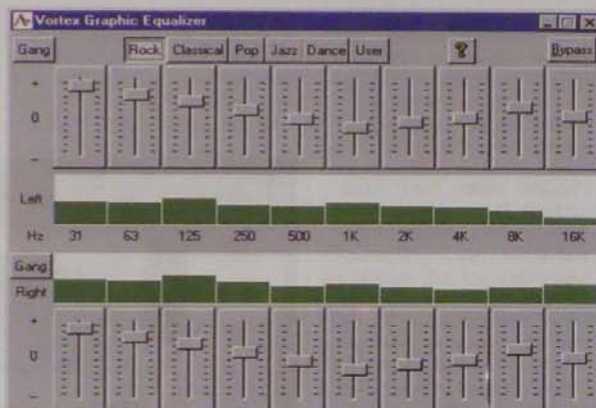 Vortex Graphic Equalizer
Gang Rock Classical Pop Jazz Dance User ? Bypass
+
0
−
Left
Hz 31 63 125 250 500 1K 2K 4K 8K 16K
Gang
Right
+
0
−